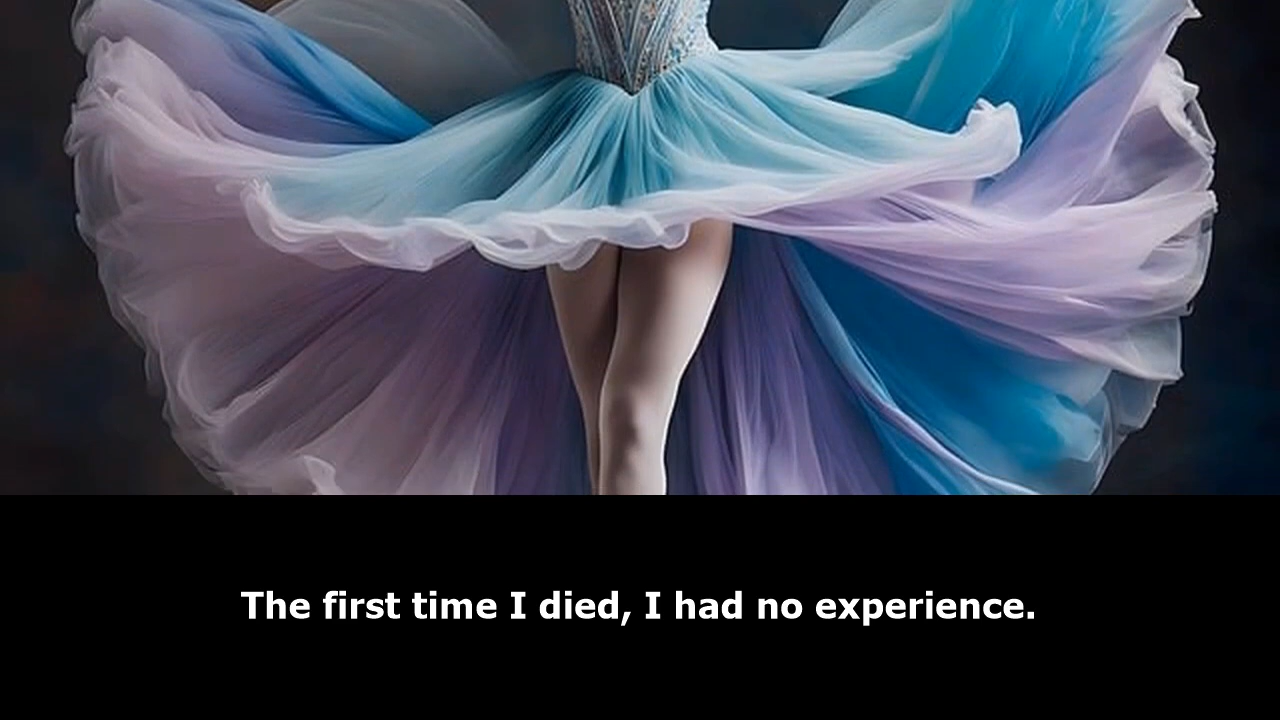 The first time I died, I had no experience.